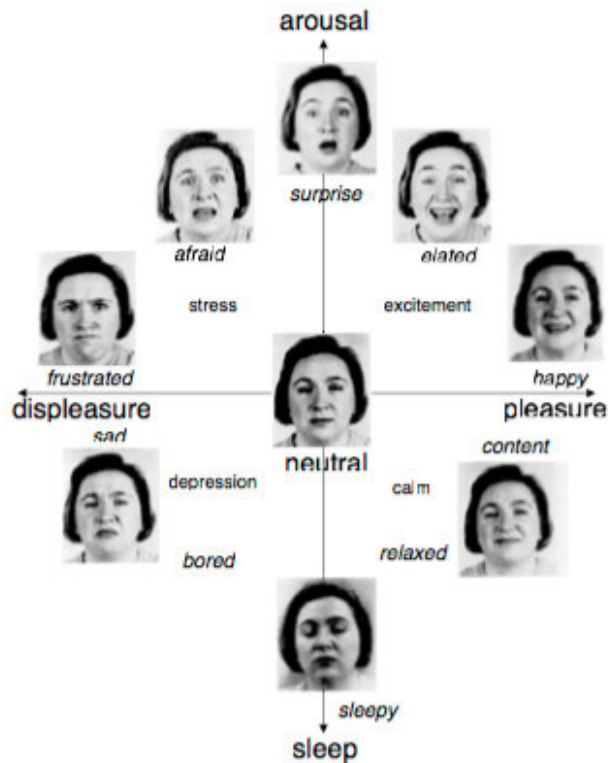 arousal
surprise
afraid
elated
stress
excitement
frustrated
happy
displeasure
pleasure
sad
neutral
content
depression
calm
bored
relaxed
sleepy
sleep